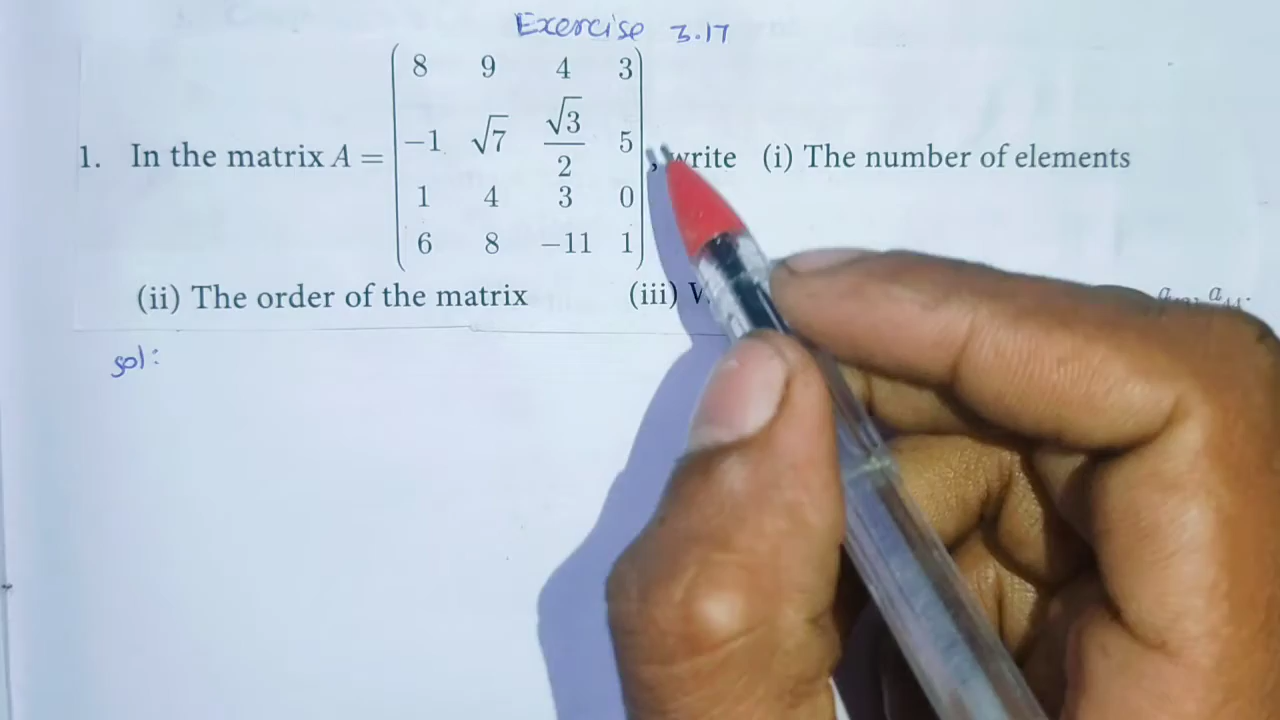 Exercise 3.17
1. In the matrix A = ( 8 9 4 3
−1 √7 √3/2 5
1 4 3 0
6 8 −11 1 ), write (i) The number of elements
(ii) The order of the matrix (iii)
sol: